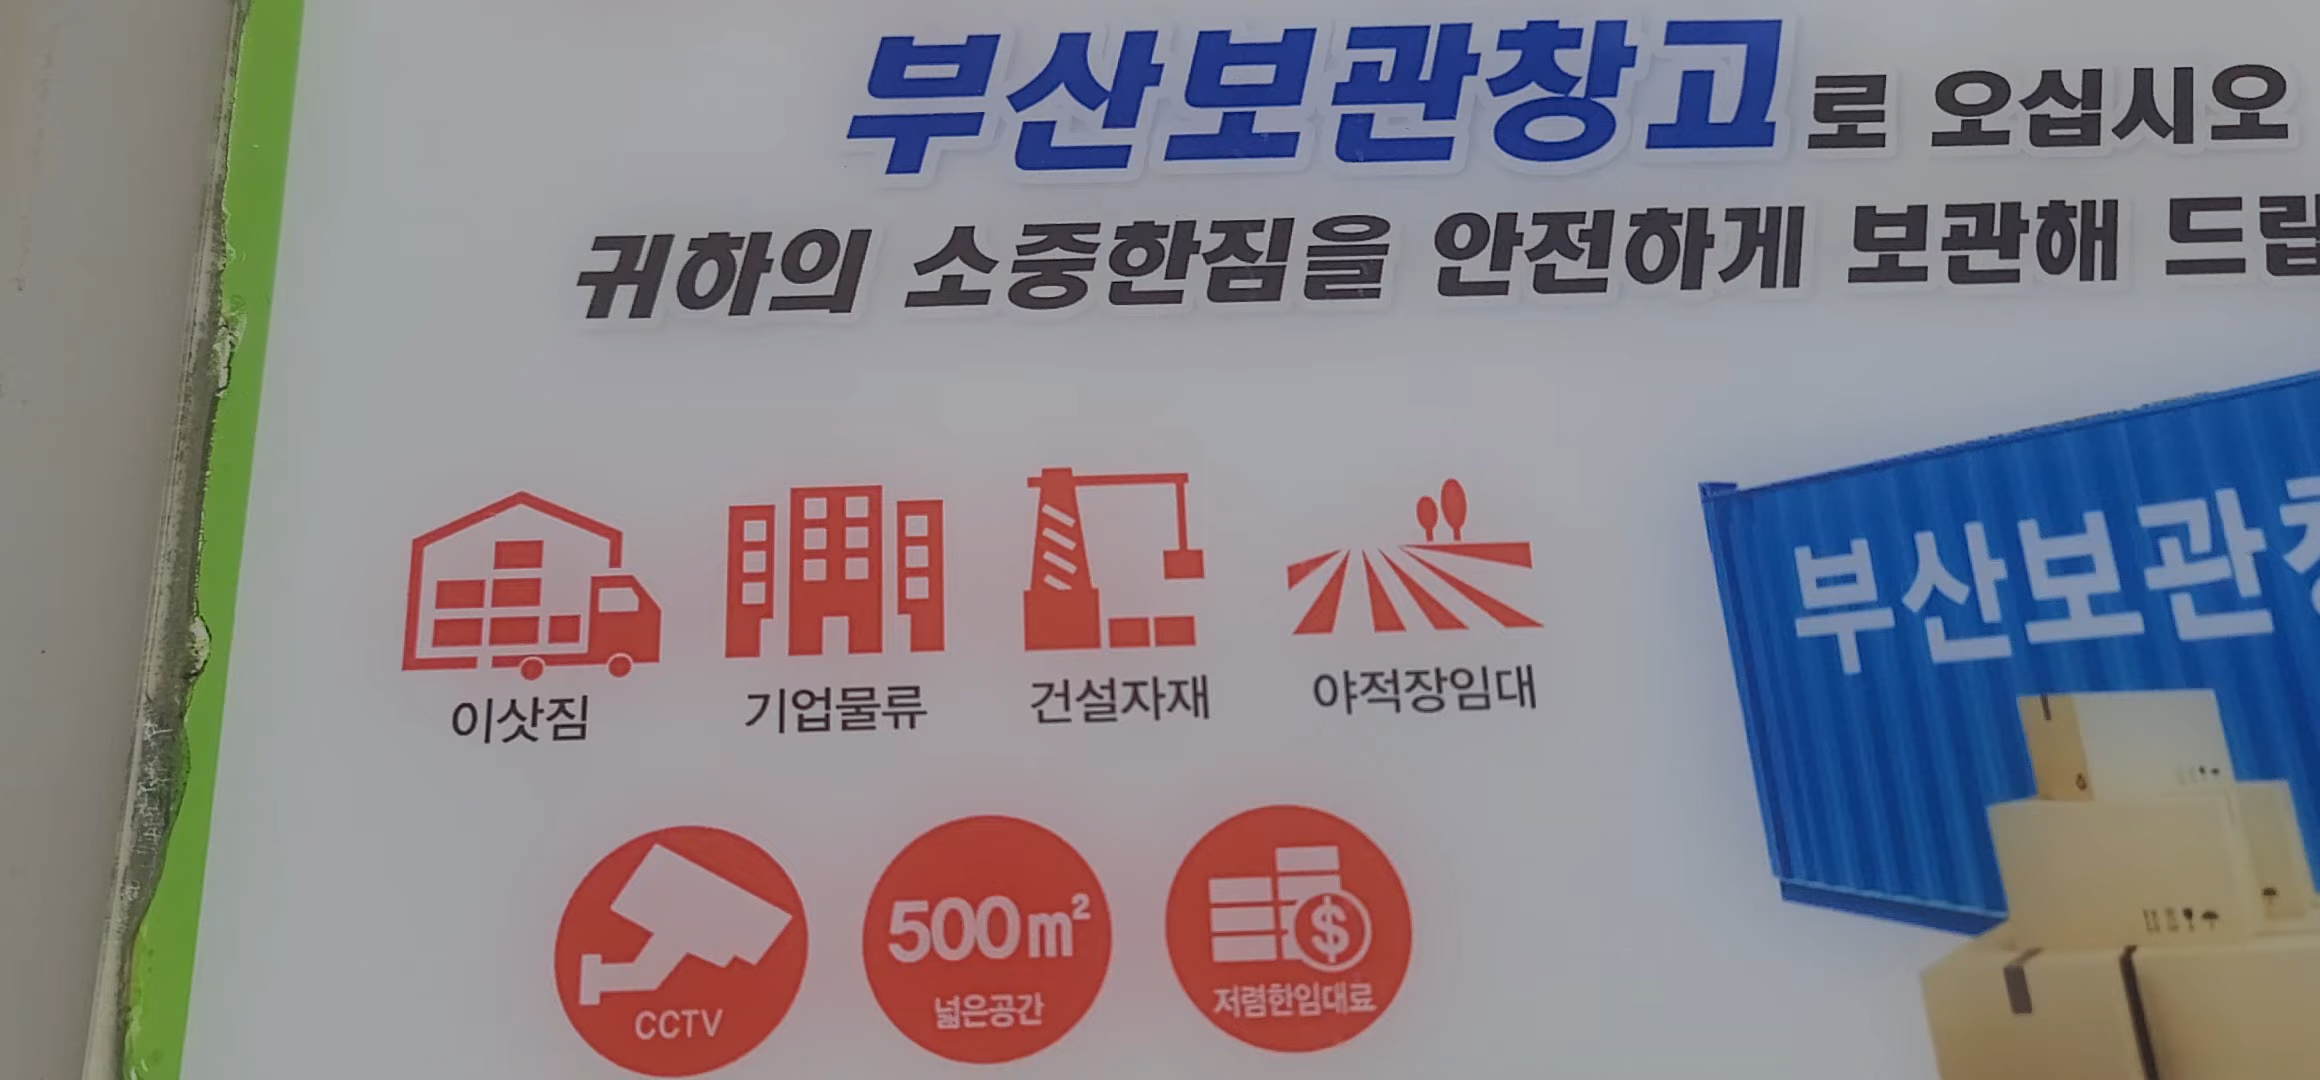 부산보관창고로 오십시오
귀하의 소중한짐을 안전하게 보관해
부산보관
이삿짐 기업물류 건설자재 야적장임대
CCTV
500m²
넓은공간
저렴한임대료